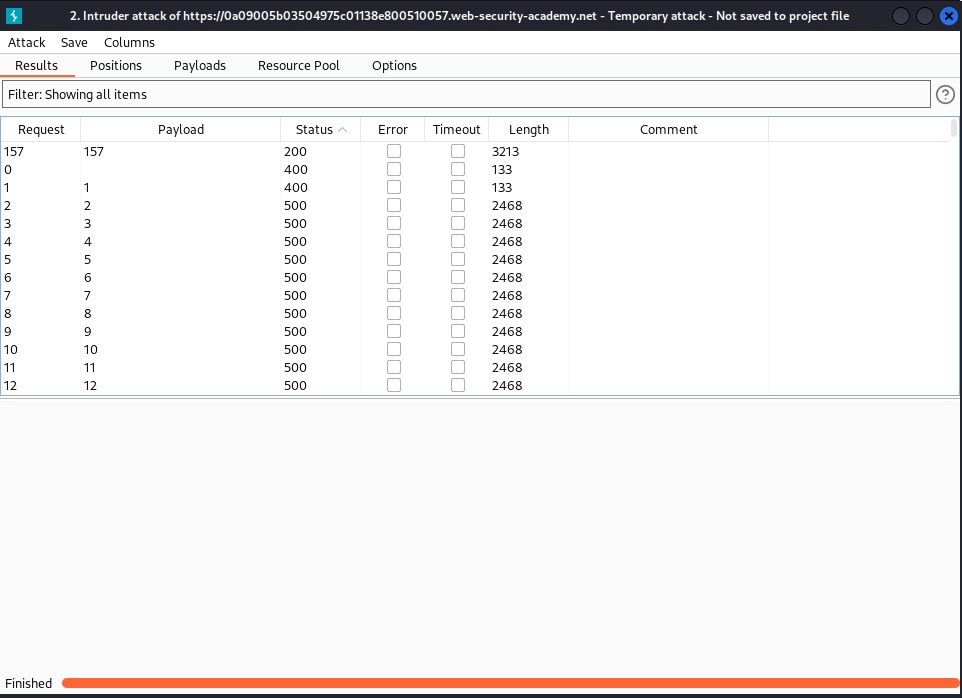 2. Intruder attack of https://0a09005b03504975c01138e800510057.web-security-academy.net - Temporary attack - Not saved to project file
Attack Save Columns
Results Positions Payloads Resource Pool Options
Filter: Showing all items ?
Request Payload Status Error Timeout Length Comment
157 157 200 3213
0 400 133
1 1 400 133
2 2 500 2468
3 3 500 2468
4 4 500 2468
5 5 500 2468
6 6 500 2468
7 7 500 2468
8 8 500 2468
9 9 500 2468
10 10 500 2468
11 11 500 2468
12 12 500 2468
Finished